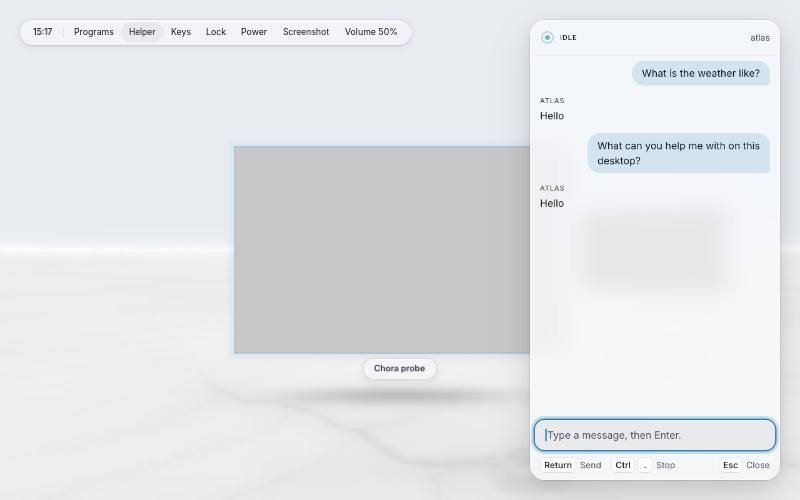 15:17 Programs Helper Keys Lock Power Screenshot Volume 50%
IDLE atlas
What is the weather like?
ATLAS
Hello
What can you help me with on this
desktop?
ATLAS
Hello
Chora probe
Type a message, then Enter.
Return Send Ctrl . Stop Esc Close